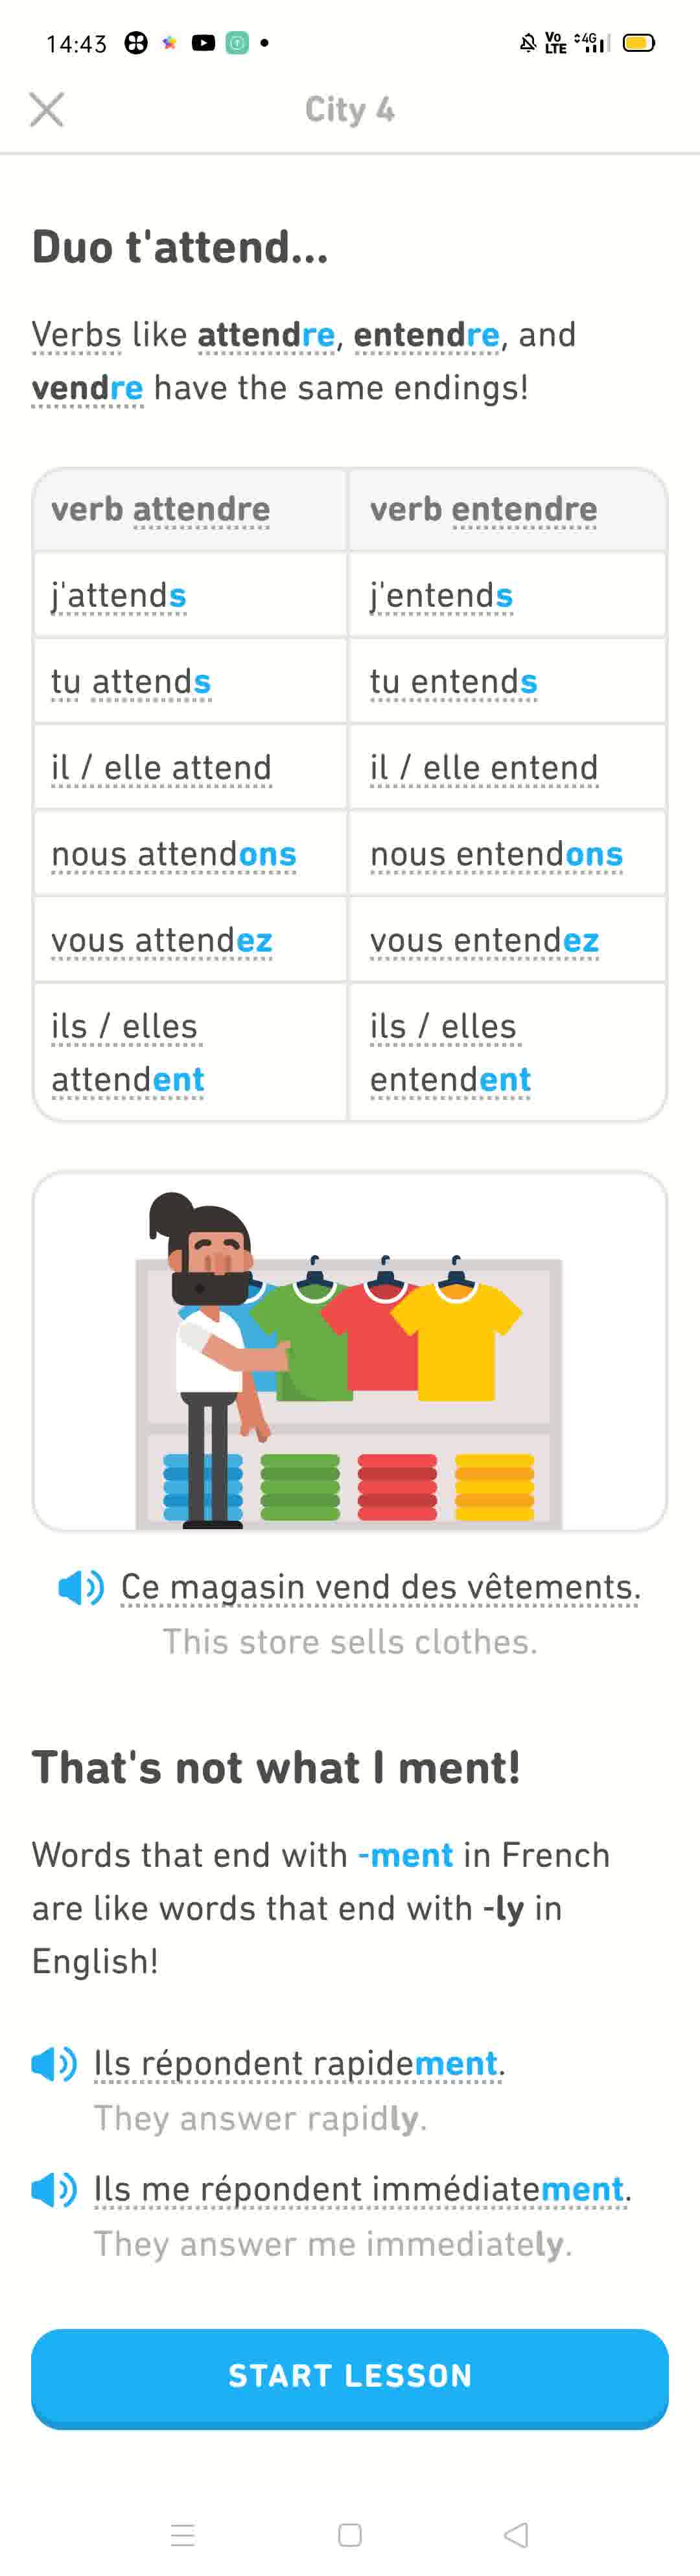 14:43
Vo LTE 4G
City 4
Duo t'attend...
Verbs like attendre, entendre, and
vendre have the same endings!
verb attendre verb entendre
j'attends j'entends
tu attends tu entends
il / elle attend il / elle entend
nous attendons nous entendons
vous attendez vous entendez
ils / elles ils / elles
attendent entendent
Ce magasin vend des vêtements.
This store sells clothes.
That's not what I ment!
Words that end with -ment in French
are like words that end with -ly in
English!
Ils répondent rapidement.
They answer rapidly.
Ils me répondent immédiatement.
They answer me immediately.
START LESSON